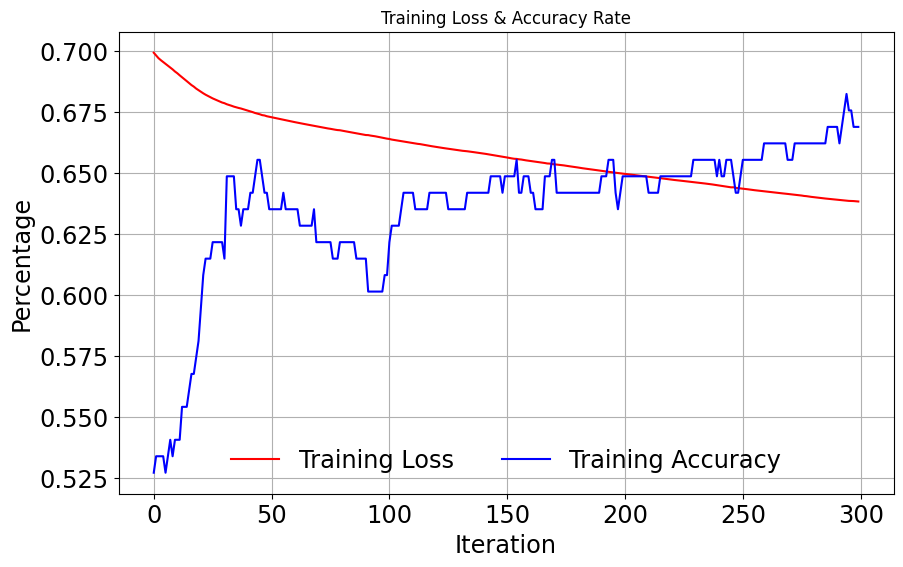 Training Loss & Accuracy Rate
0.700
0.675
0.650
0.625
0.600
0.575
0.550
0.525
Percentage
Training Loss
Training Accuracy
0 50 100 150 200 250 300
Iteration